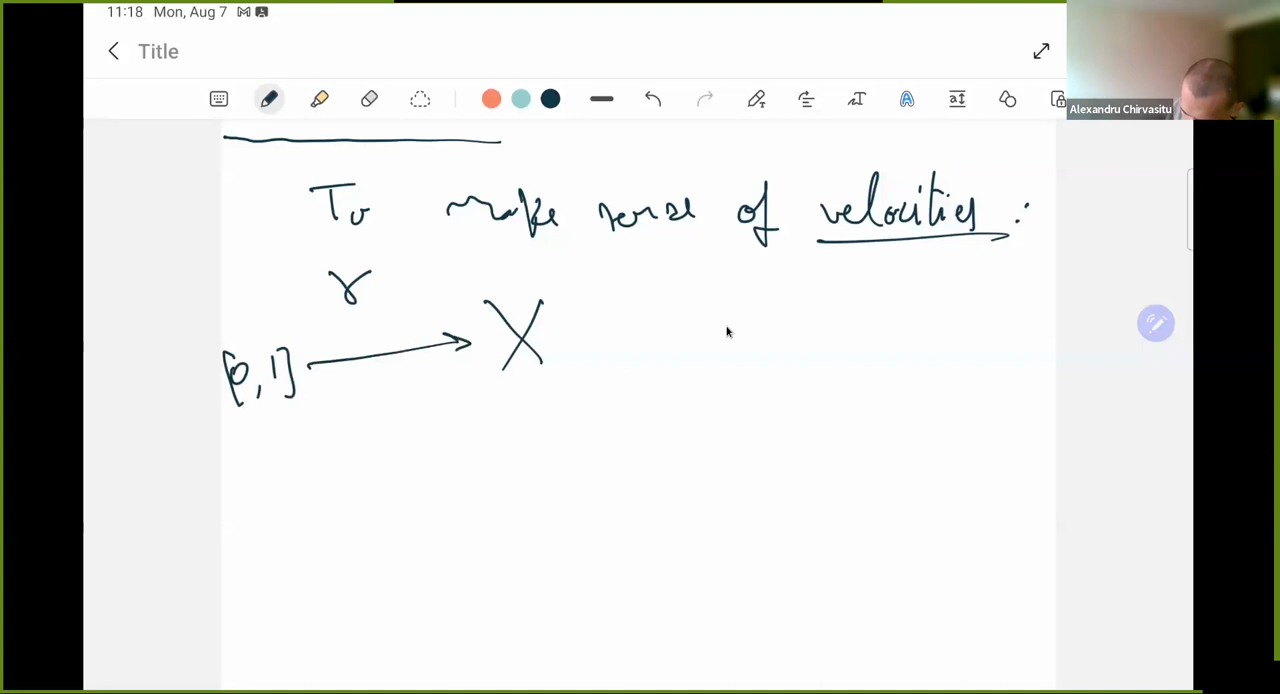 11:18 Mon, Aug 7
Title
Alexandru Chirvasitu
To make sense of velocities :
γ
[0,1] → X